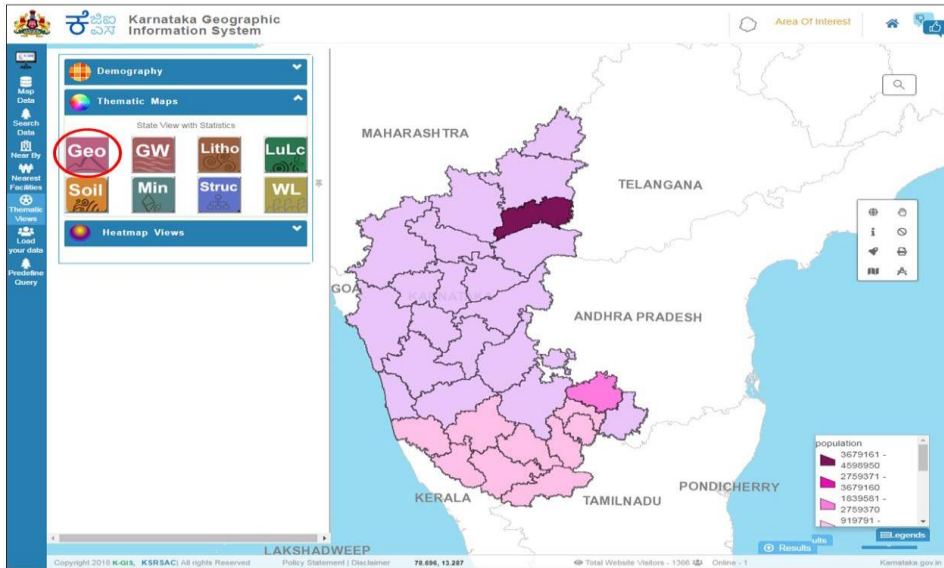 ಕ ಜಿಐ ಎಸ್
Karnataka Geographic
Information System
Area Of Interest
Map
Data
Search
Data
Near By
Nearest
Facilities
Thematic
Views
Load
your data
Predefine
Query
Demography
Thematic Maps
State View with Statistics
Geo GW Litho LuLc
Soil Min Struc WL
Heatmap Views
MAHARASHTRA
TELANGANA
GOA
KARNATAKA
ANDHRA PRADESH
KERALA
TAMILNADU
PONDICHERRY
LAKSHADWEEP
population
3679161 -
4598950
2759371 -
3679160
1839581 -
2759370
919791 -
Legends
Results
Copyright 2018 K-GIS, KSRSAC| All rights Reserved Policy Statement | Disclaimer 78.696, 13.287 Total Website Visitors - 1366 Online - 1 Karnataka.gov.in